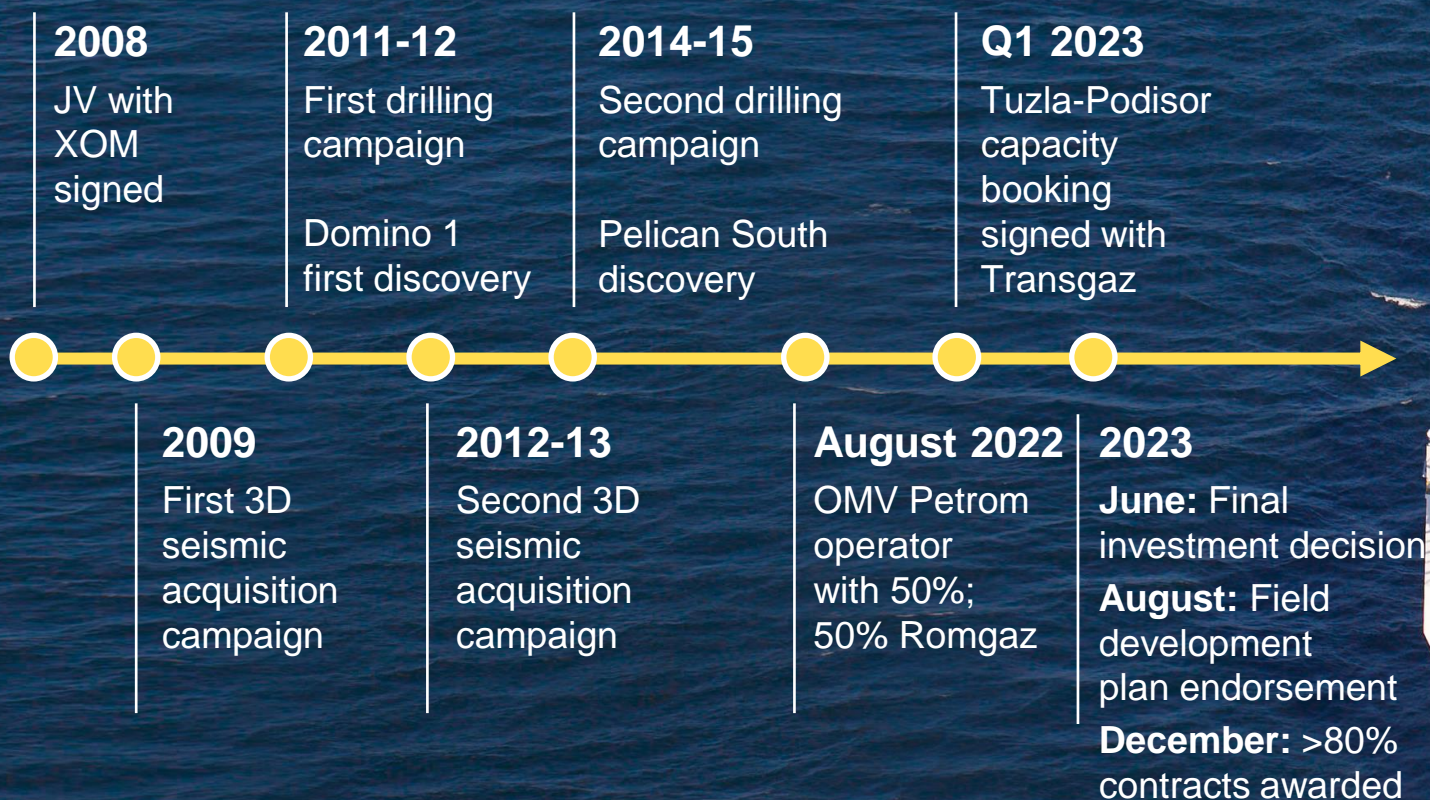 2008
JV with
XOM
signed
2011-12
First drilling
campaign
Domino 1
first discovery
2014-15
Second drilling
campaign
Pelican South
discovery
Q1 2023
Tuzla-Podisor
capacity
booking
signed with
Transgaz
2009
First 3D
seismic
acquisition
campaign
2012-13
Second 3D
seismic
acquisition
campaign
August 2022
OMV Petrom
operator
with 50%;
50% Romgaz
2023
June: Final
investment decision
August: Field
development
plan endorsement
December: >80%
contracts awarded